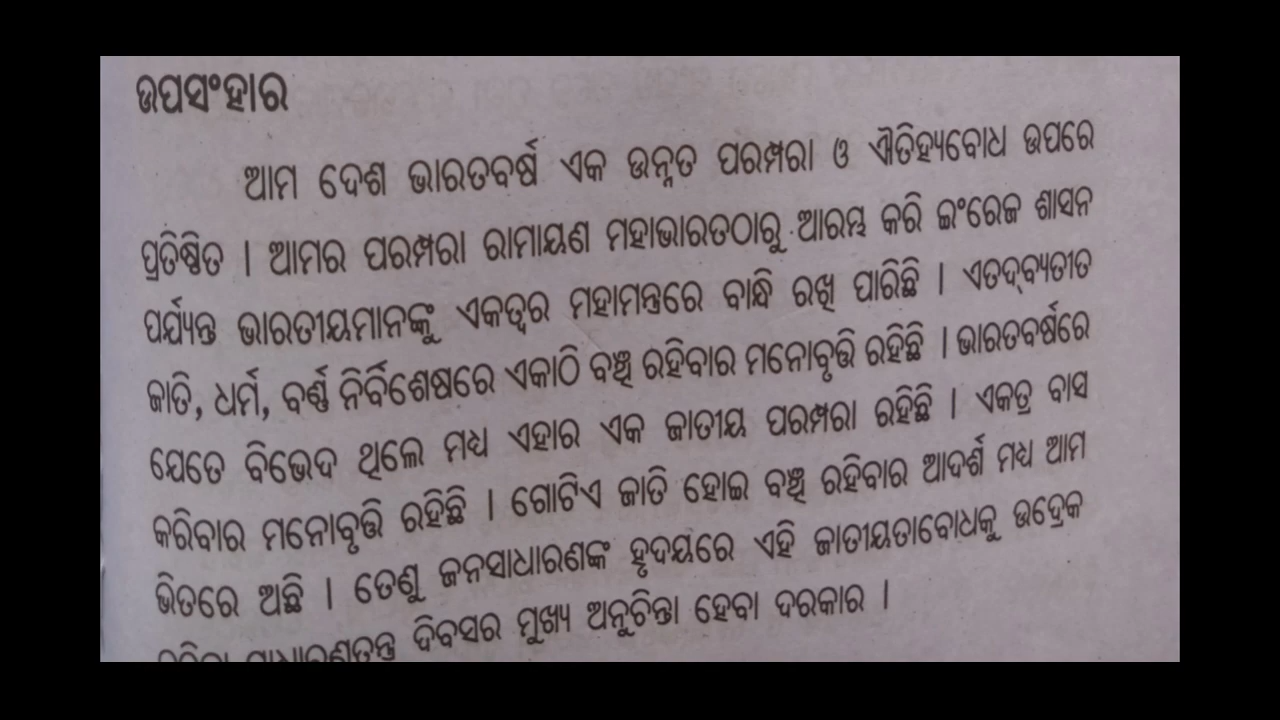 ଉପସଂହାର
ଆମ ଦେଶ ଭାରତବର୍ଷ ଏକ ଉନ୍ନତ ପରମ୍ପରା ଓ ଐତିହ୍ୟବୋଧ ଉପରେ
ପ୍ରତିଷ୍ଠିତ । ଆମର ପରମ୍ପରା ରାମାୟଣ ମହାଭାରତଠାରୁ ଆରମ୍ଭ କରି ଇଂରେଜ ଶାସନ
ପର୍ଯ୍ୟନ୍ତ ଭାରତୀୟମାନଙ୍କୁ ଏକତ୍ୱର ମହାମନ୍ତ୍ରରେ ବାନ୍ଧି ରଖି ପାରିଛି । ଏତଦ୍‌ବ୍ୟତୀତ
ଜାତି, ଧର୍ମ, ବର୍ଣ୍ଣ ନିର୍ବିଶେଷରେ ଏକାଠି ବଞ୍ଚି ରହିବାର ମନୋବୃତ୍ତି ରହିଛି । ଭାରତବର୍ଷରେ
ଯେତେ ବିଭେଦ ଥିଲେ ମଧ୍ୟ ଏହାର ଏକ ଜାତୀୟ ପରମ୍ପରା ରହିଛି । ଏକତ୍ର ବାସ
କରିବାର ମନୋବୃତ୍ତି ରହିଛି । ଗୋଟିଏ ଜାତି ହୋଇ ବଞ୍ଚି ରହିବାର ଆଦର୍ଶ ମଧ୍ୟ ଆମ
ଭିତରେ ଅଛି । ତେଣୁ ଜନସାଧାରଣଙ୍କ ହୃଦୟରେ ଏହି ଜାତୀୟତାବୋଧକୁ ଉଦ୍ରେକ
ସାଧାରଣତନ୍ତ୍ର ଦିବସର ମୁଖ୍ୟ ଅନୁଚିନ୍ତା ହେବା ଦରକାର ।